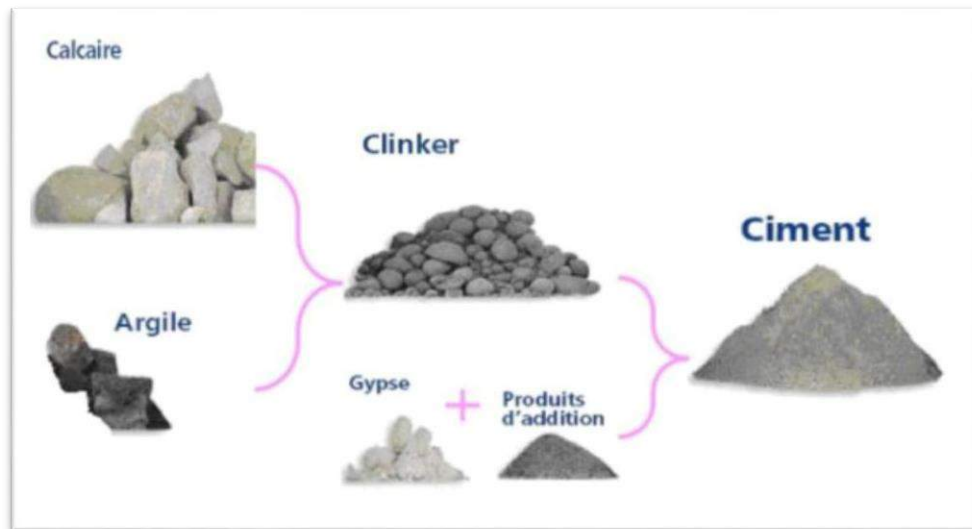 Calcaire
Clinker
Ciment
Argile
Gypse
+
Produits
d'addition